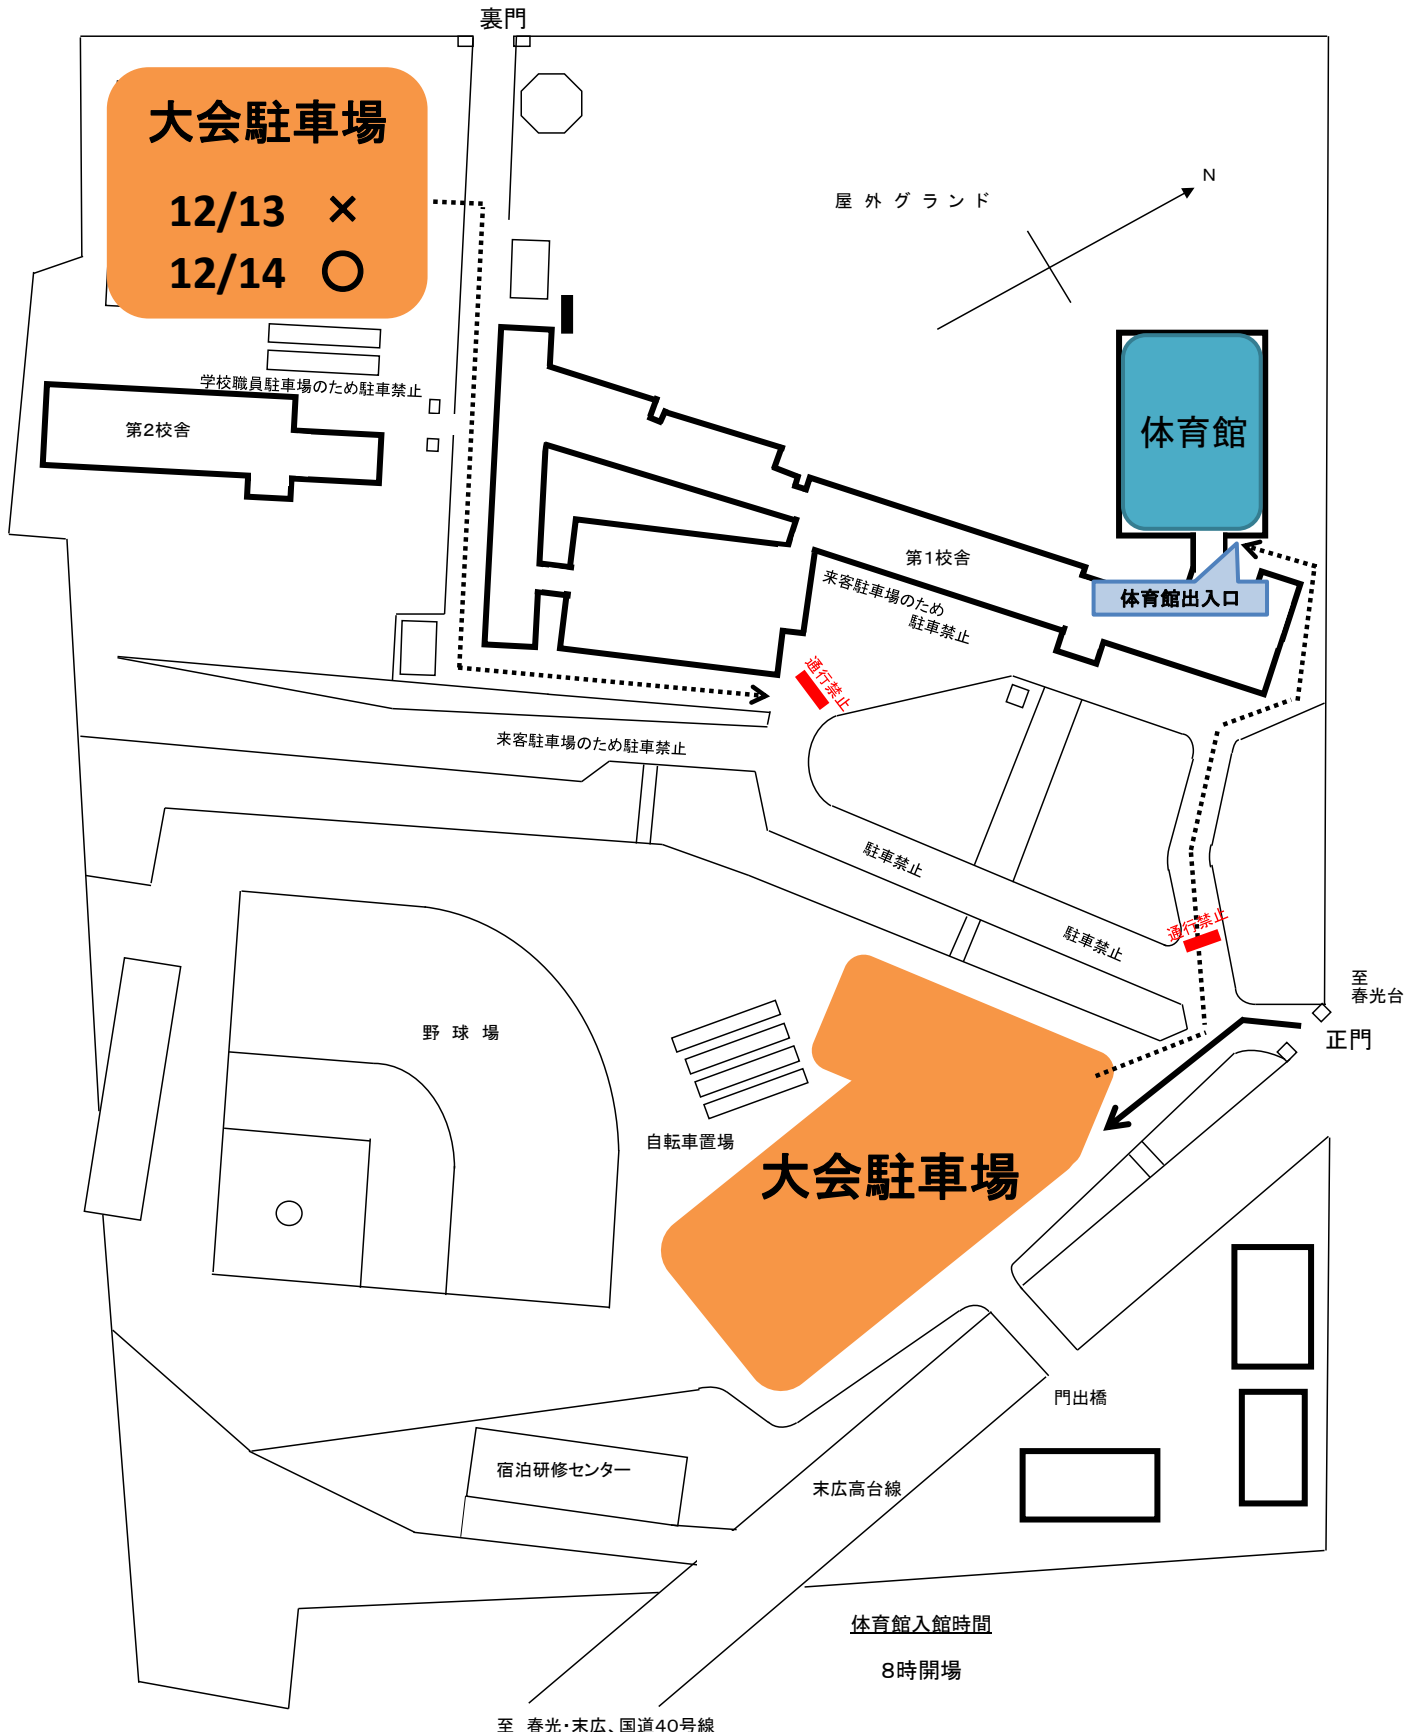 裏門
大会駐車場
12/13 ×
12/14 ○
屋外グランド
N
学校職員駐車場のため駐車禁止
第2校舎
体育館
第1校舎
来客駐車場のため
駐車禁止
体育館出入口
通行禁止
来客駐車場のため駐車禁止
駐車禁止
駐車禁止
通行禁止
至
春光台
正門
野球場
自転車置場
大会駐車場
門出橋
宿泊研修センター
末広高台線
体育館入館時間
8時開場
至 春光・末広、国道40号線